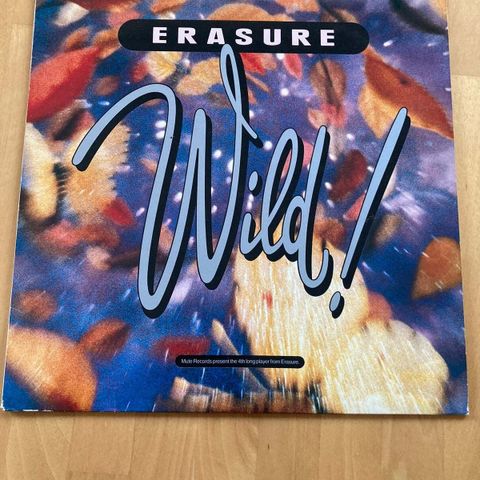 ERASURE
Wild!
Mute Records present the 4th long player from Erasure.